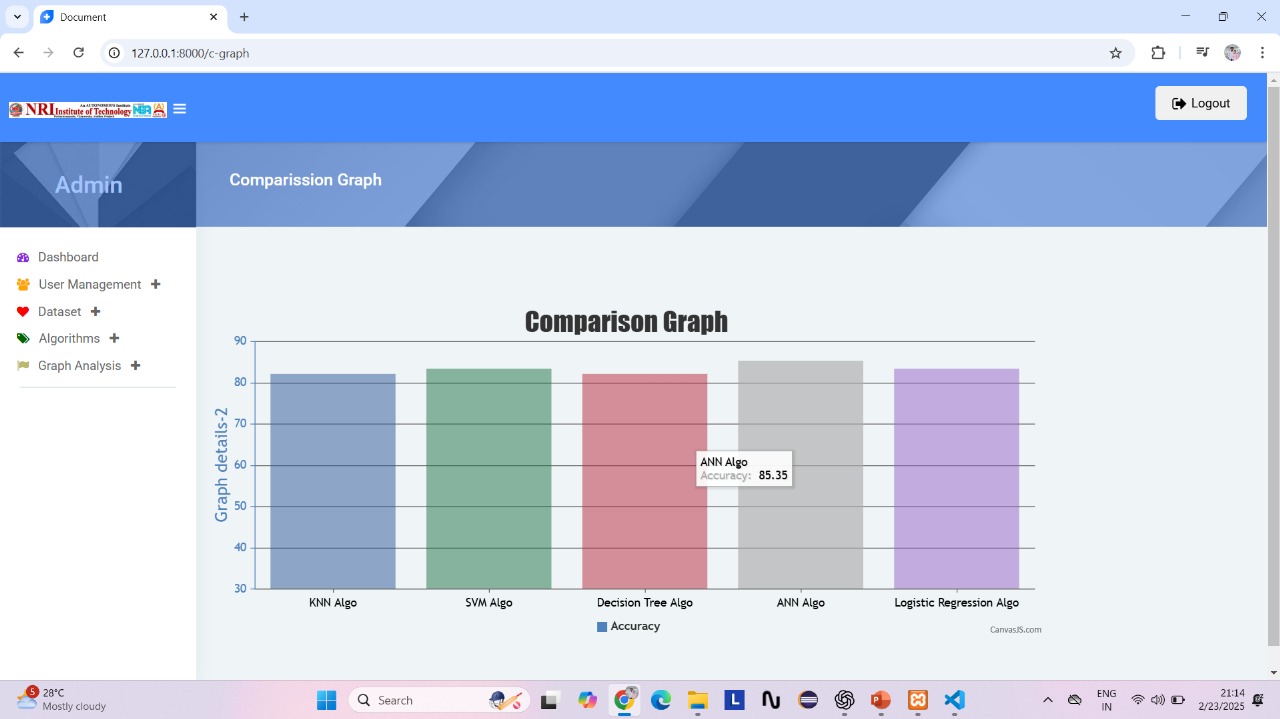 Document
127.0.0.1:8000/c-graph
NRI Institute of Technology
Logout
Admin
Comparission Graph
Dashboard
User Management
Dataset
Algorithms
Graph Analysis
Comparison Graph
90
80
70
60
50
40
30
Graph details-2
ANN Algo
Accuracy: 85.35
KNN Algo
SVM Algo
Decision Tree Algo
ANN Algo
Logistic Regression Algo
Accuracy
CanvasJS.com
5
28°C
Mostly cloudy
Search
L
ENG
IN
21:14
2/23/2025